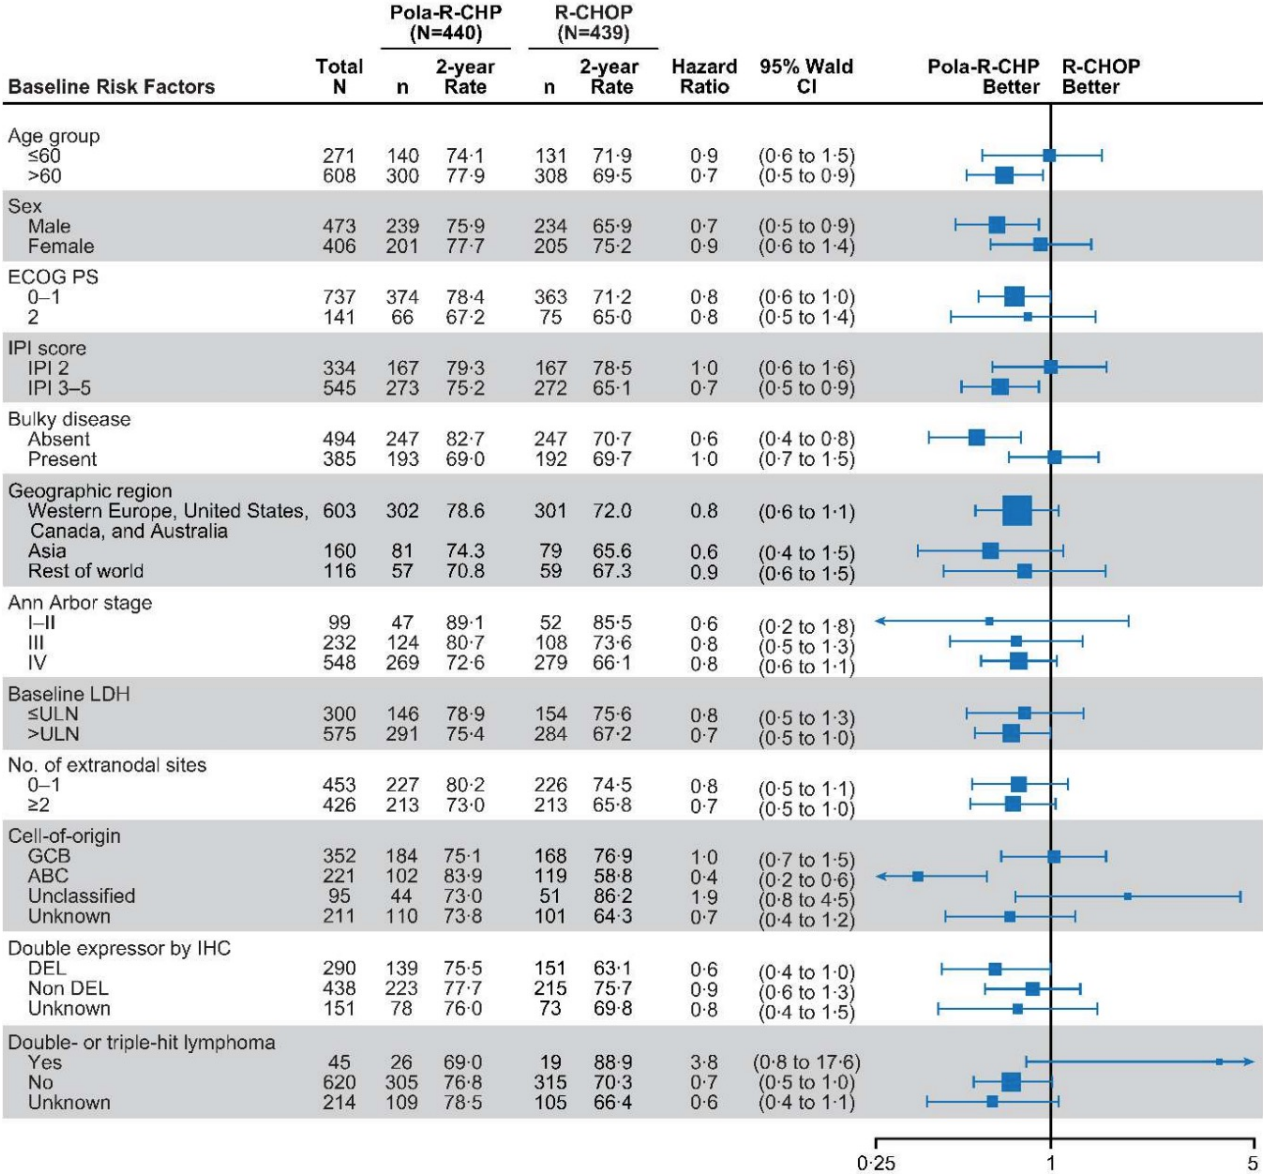 Pola-R-CHP R-CHOP
(N=440) (N=439)
Total 2-year 2-year Hazard 95% Wald Pola-R-CHP R-CHOP
Baseline Risk Factors N n Rate n Rate Ratio CI Better Better
Age group
≤60 271 140 74·1 131 71·9 0·9 (0·6 to 1·5)
>60 608 300 77·9 308 69·5 0·7 (0·5 to 0·9)
Sex
Male 473 239 75·9 234 65·9 0·7 (0·5 to 0·9)
Female 406 201 77·7 205 75·2 0·9 (0·6 to 1·4)
ECOG PS
0–1 737 374 78·4 363 71·2 0·8 (0·6 to 1·0)
2 141 66 67·2 75 65·0 0·8 (0·5 to 1·4)
IPI score
IPI 2 334 167 79·3 167 78·5 1·0 (0·6 to 1·6)
IPI 3–5 545 273 75·2 272 65·1 0·7 (0·5 to 0·9)
Bulky disease
Absent 494 247 82·7 247 70·7 0·6 (0·4 to 0·8)
Present 385 193 69·0 192 69·7 1·0 (0·7 to 1·5)
Geographic region
Western Europe, United States, 603 302 78·6 301 72·0 0·8 (0·6 to 1·1)
Canada, and Australia
Asia 160 81 74·3 79 65·6 0·6 (0·4 to 1·5)
Rest of world 116 57 70·8 59 67·3 0·9 (0·6 to 1·5)
Ann Arbor stage
I–II 99 47 89·1 52 85·5 0·6 (0·2 to 1·8)
III 232 124 80·7 108 73·6 0·8 (0·5 to 1·3)
IV 548 269 72·6 279 66·1 0·8 (0·6 to 1·1)
Baseline LDH
≤ULN 300 146 78·9 154 75·6 0·8 (0·5 to 1·3)
>ULN 575 291 75·4 284 67·2 0·7 (0·5 to 1·0)
No. of extranodal sites
0–1 453 227 80·2 226 74·5 0·8 (0·5 to 1·1)
≥2 426 213 73·0 213 65·8 0·7 (0·5 to 1·0)
Cell-of-origin
GCB 352 184 75·1 168 76·9 1·0 (0·7 to 1·5)
ABC 221 102 83·9 119 58·8 0·4 (0·2 to 0·6)
Unclassified 95 44 73·0 51 86·2 1·9 (0·8 to 4·5)
Unknown 211 110 73·8 101 64·3 0·7 (0·4 to 1·2)
Double expressor by IHC
DEL 290 139 75·5 151 63·1 0·6 (0·4 to 1·0)
Non DEL 438 223 77·7 215 75·7 0·9 (0·6 to 1·3)
Unknown 151 78 76·0 73 69·8 0·8 (0·4 to 1·5)
Double- or triple-hit lymphoma
Yes 45 26 69·0 19 88·9 3·8 (0·8 to 17·6)
No 620 305 76·8 315 70·3 0·7 (0·5 to 1·0)
Unknown 214 109 78·5 105 66·4 0·6 (0·4 to 1·1)
0·25 1 5